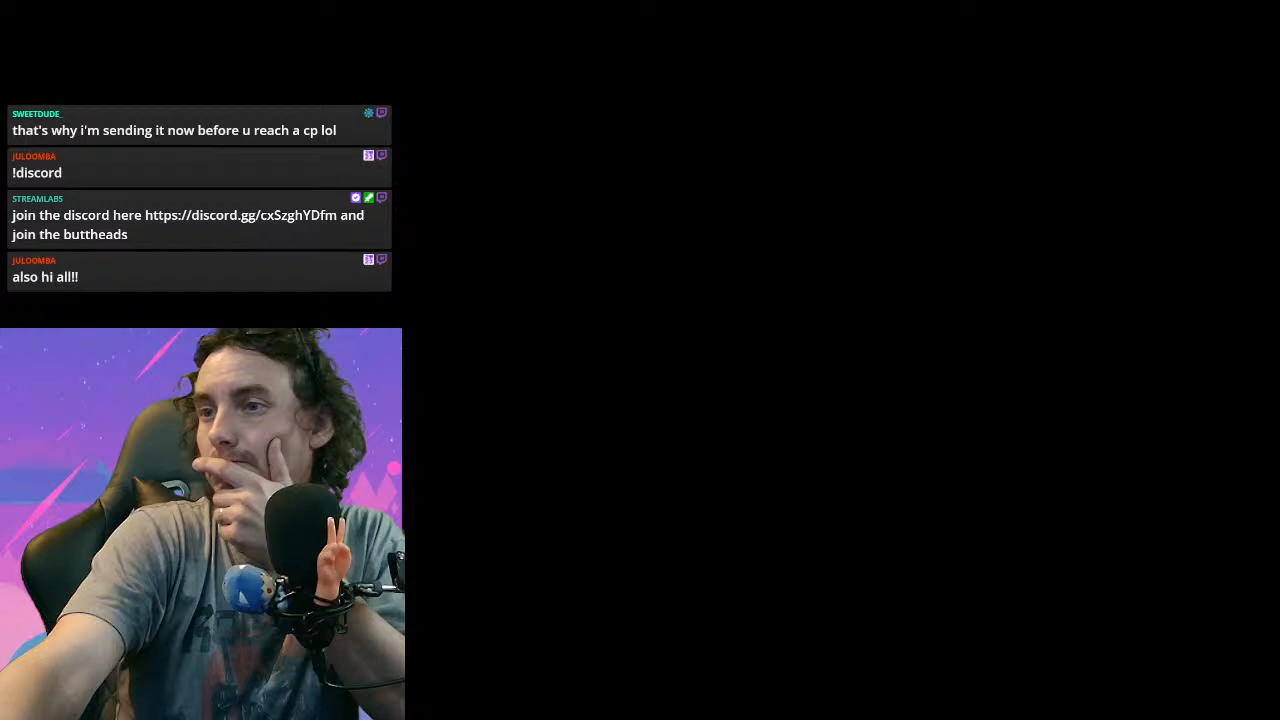 SWEETDUDE_
that's why i'm sending it now before u reach a cp lol
JULOOMBA
!discord
STREAMLABS
join the discord here https://discord.gg/cxSzghYDfm and
join the buttheads
JULOOMBA
also hi all!!